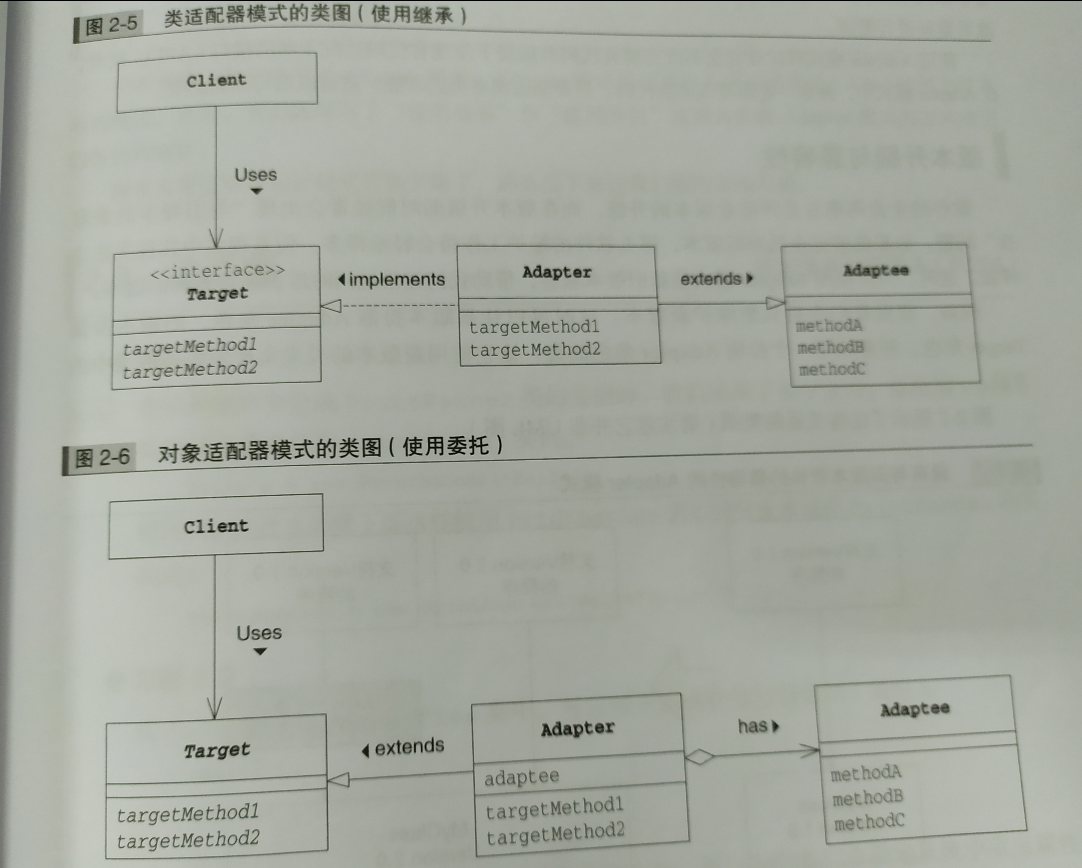 图 2-5 类适配器模式的类图（使用继承）
Client
Uses
<<interface>>
Target
targetMethod1
targetMethod2
implements
Adapter
targetMethod1
targetMethod2
extends
Adaptee
methodA
methodB
methodC
图 2-6 对象适配器模式的类图（使用委托）
Client
Uses
Target
targetMethod1
targetMethod2
extends
Adapter
adaptee
targetMethod1
targetMethod2
has
Adaptee
methodA
methodB
methodC